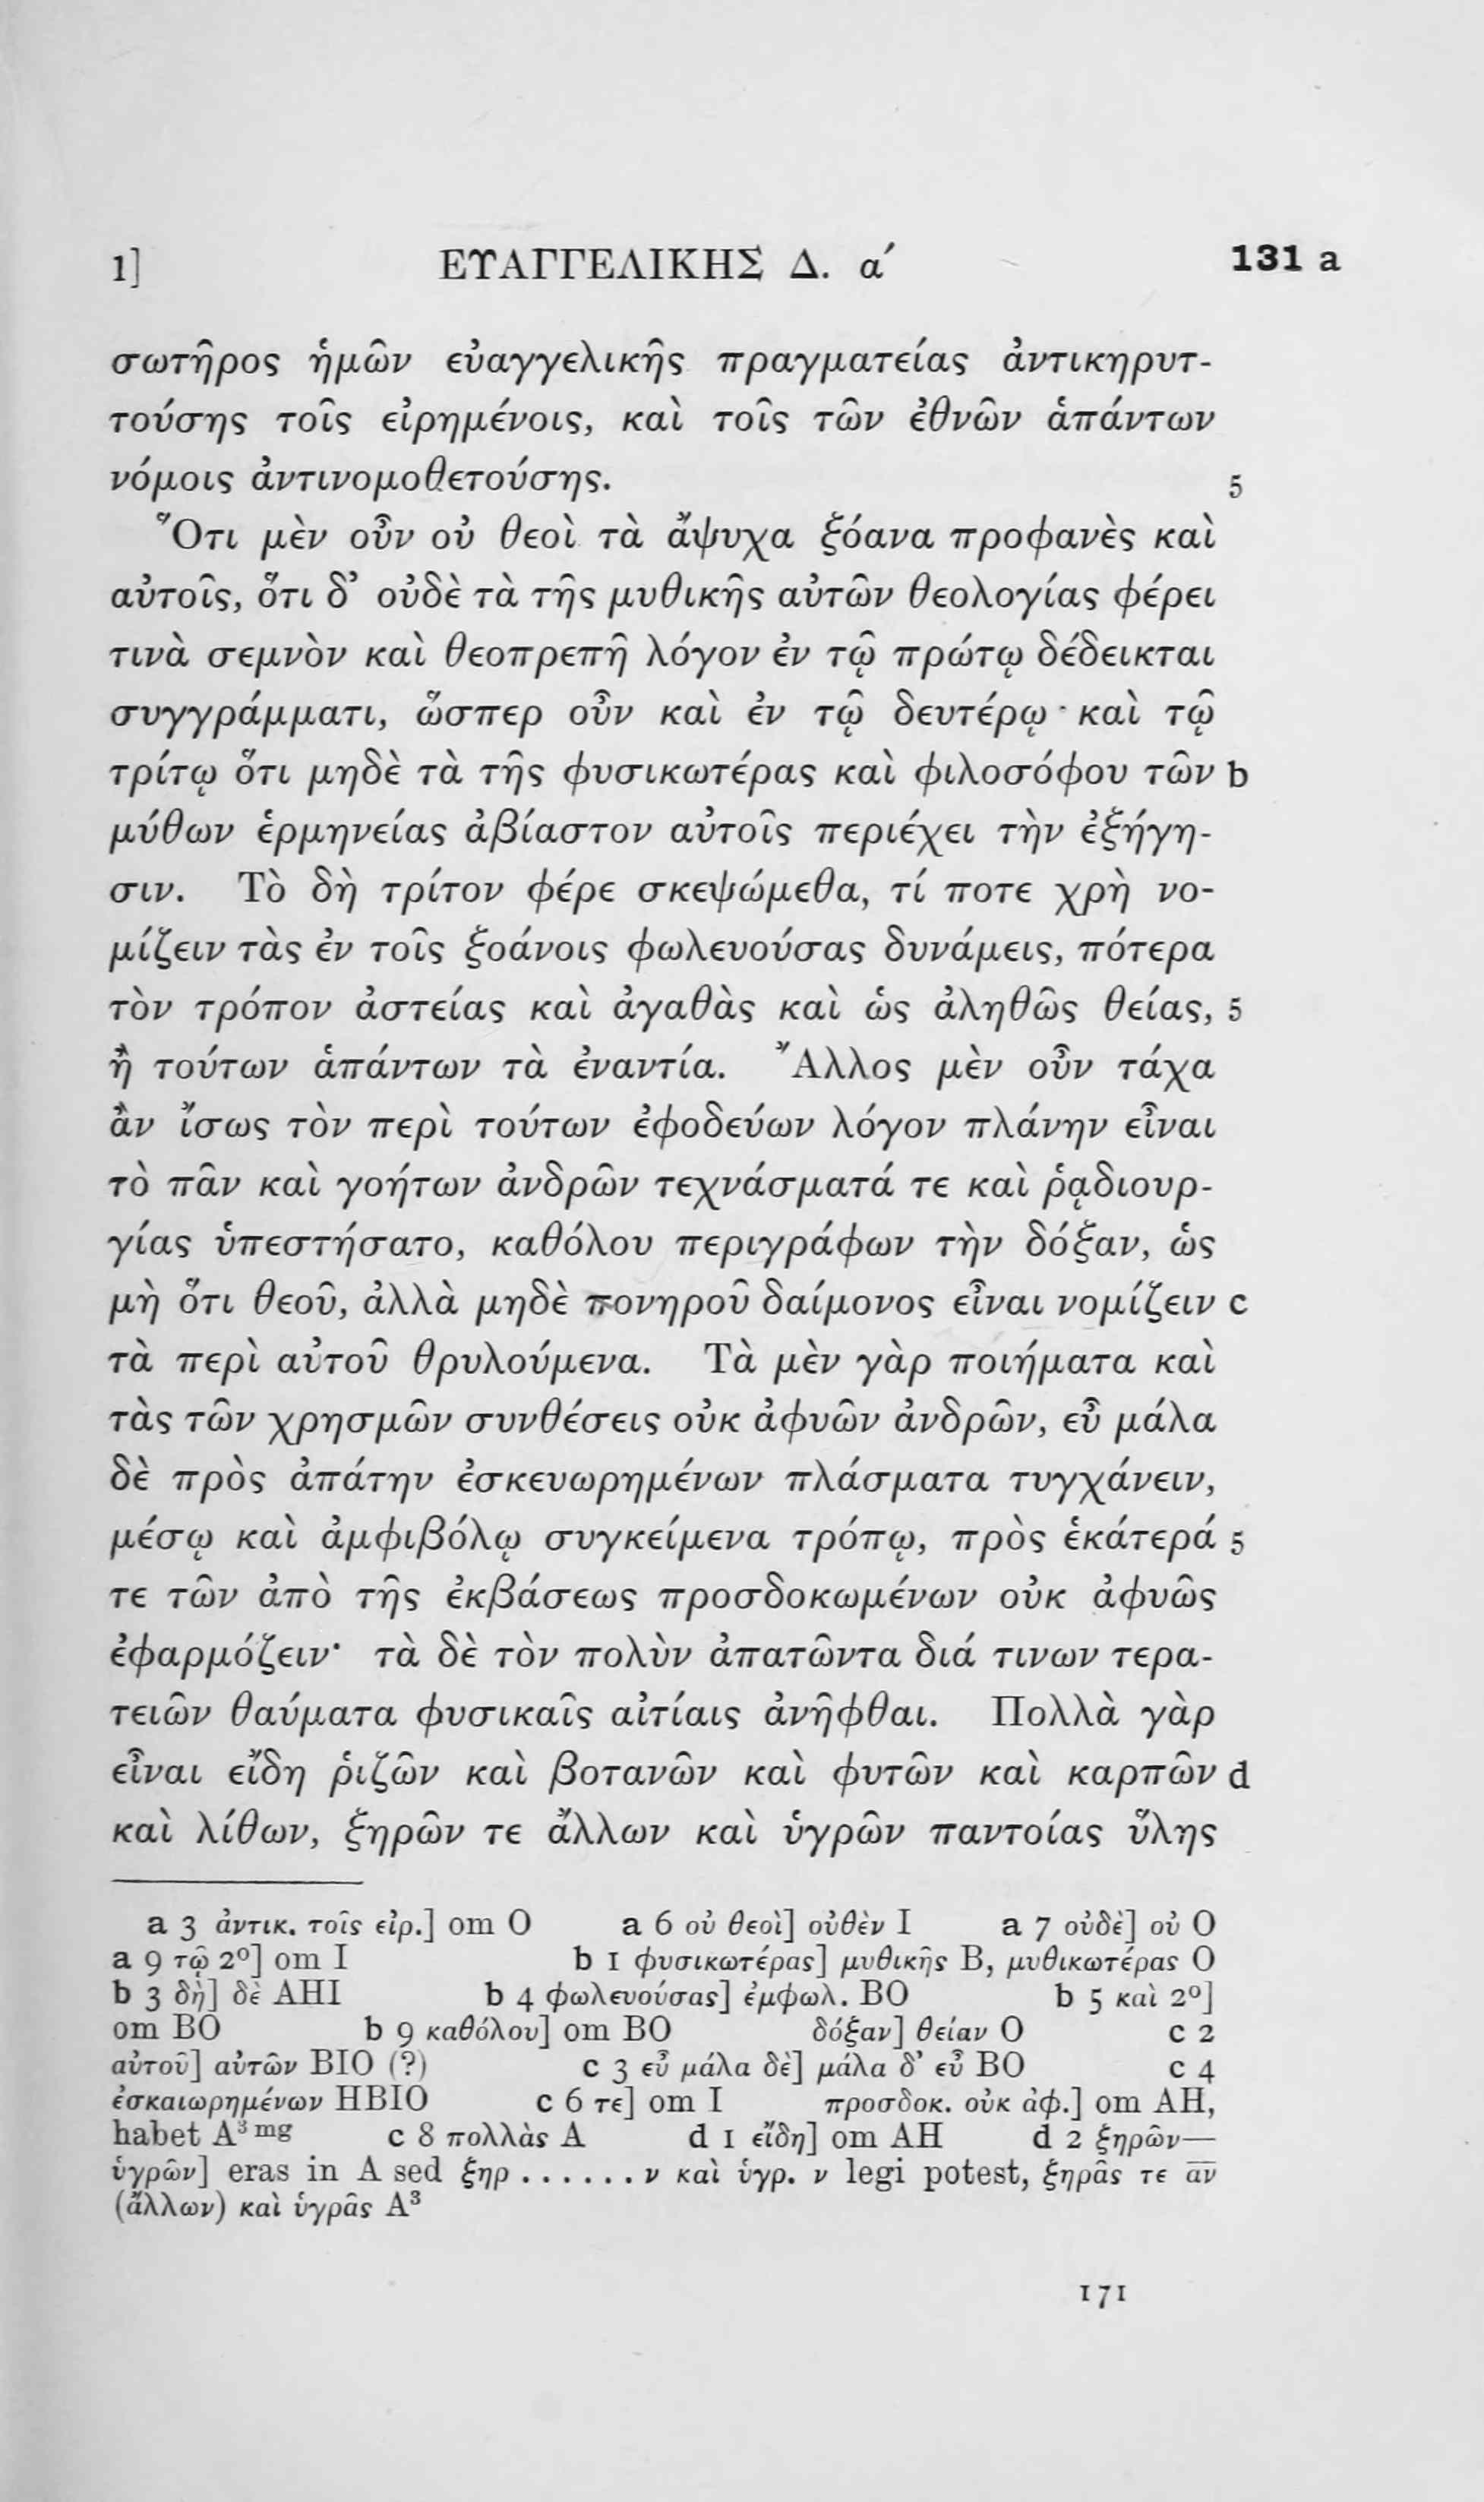 1] ΕΥΑΓΓΕΛΙΚΗΣ Δ. α′ 131 a
σωτῆρος ἡμῶν εὐαγγελικῆς πραγματείας ἀντικηρυτ-
τούσης τοῖς εἰρημένοις, καὶ τοῖς τῶν ἐθνῶν ἁπάντων
νόμοις ἀντινομοθετούσης. 5
Ὅτι μὲν οὖν οὐ θεοὶ τὰ ἄψυχα ξόανα προφανὲς καὶ
αὐτοῖς, ὅτι δ’ οὐδὲ τὰ τῆς μυθικῆς αὐτῶν θεολογίας φέρει
τινὰ σεμνὸν καὶ θεοπρεπῆ λόγον ἐν τῷ πρώτῳ δέδεικται
συγγράμματι, ὥσπερ οὖν καὶ ἐν τῷ δευτέρῳ καὶ τῷ
τρίτῳ ὅτι μηδὲ τὰ τῆς φυσικωτέρας καὶ φιλοσόφου τῶν b
μύθων ἑρμηνείας ἀβίαστον αὐτοῖς περιέχει τὴν ἐξήγη-
σιν. Τὸ δὴ τρίτον φέρε σκεψώμεθα, τί ποτε χρὴ νο-
μίζειν τὰς ἐν τοῖς ξοάνοις φωλευούσας δυνάμεις, πότερα
τὸν τρόπον ἀστείας καὶ ἀγαθὰς καὶ ὡς ἀληθῶς θείας, 5
ἢ τούτων ἁπάντων τὰ ἐναντία. Ἄλλος μὲν οὖν τάχα
ἂν ἴσως τὸν περὶ τούτων ἐφοδεύων λόγον πλάνην εἶναι
τὸ πᾶν καὶ γοήτων ἀνδρῶν τεχνάσματά τε καὶ ῥᾳδιουρ-
γίας ὑπεστήσατο, καθόλου περιγράφων τὴν δόξαν, ὡς
μὴ ὅτι θεοῦ, ἀλλὰ μηδὲ πονηροῦ δαίμονος εἶναι νομίζειν c
τὰ περὶ αὐτοῦ θρυλούμενα. Τὰ μὲν γὰρ ποιήματα καὶ
τὰς τῶν χρησμῶν συνθέσεις οὐκ ἀφυῶν ἀνδρῶν, εὖ μάλα
δὲ πρὸς ἀπάτην ἐσκευωρημένων πλάσματα τυγχάνειν,
μέσῳ καὶ ἀμφιβόλῳ συγκείμενα τρόπῳ, πρὸς ἑκάτερά 5
τε τῶν ἀπὸ τῆς ἐκβάσεως προσδοκωμένων οὐκ ἀφυῶς
ἐφαρμόζειν· τὰ δὲ τὸν πολὺν ἀπατῶντα διά τινων τερα-
τειῶν θαύματα φυσικαῖς αἰτίαις ἀνῆφθαι. Πολλὰ γὰρ
εἶναι εἴδη ῥιζῶν καὶ βοτανῶν καὶ φυτῶν καὶ καρπῶν d
καὶ λίθων, ξηρῶν τε ἄλλων καὶ ὑγρῶν παντοίας ὕλης
a 3 ἀντικ. τοῖς εἰρ.] om O a 6 οὐ θεοὶ] οὐθὲν I a 7 οὐδὲ] οὐ O
a 9 τῷ 2º] om I b 1 φυσικωτέρας] μυθικῆς B, μυθικωτέρας O
b 3 δὴ] δὲ AHI b 4 φωλευούσας] ἐμφωλ. BO b 5 καὶ 2º]
om BO b 9 καθόλου] om BO δόξαν] θείαν O c 2
αὐτοῦ] αὐτῶν BIO (?) c 3 εὖ μάλα δὲ] μάλα δ’ εὖ BO c 4
ἐσκαιωρημένων HBIO c 6 τε] om I προσδοκ. οὐκ ἀφ.] om AH,
habet A³ mg c 8 πολλὰς A d 1 εἴδη] om AH d 2 ξηρῶν—
ὑγρῶν] eras in A sed ξηρ . . . . . . ν καὶ ὑγρ. ν legi potest, ξηρᾶς τε α̅ν̅
(ἄλλων) καὶ ὑγρᾶς A³
171